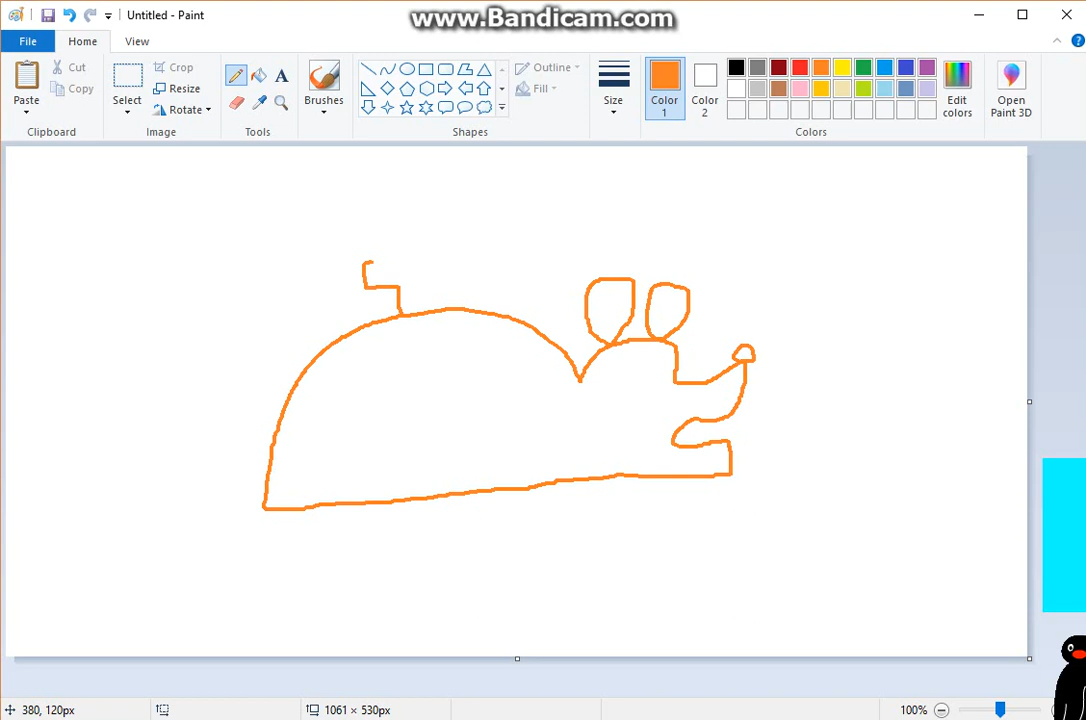 www.Bandicam.com
Untitled - Paint
File Home View
Paste
Cut
Copy
Clipboard
Select
Crop
Resize
Rotate
Image
A
Tools
Brushes
Shapes
Outline
Fill
Size
Color 1
Color 2
Edit colors
Colors
Open Paint 3D
380, 120px
1061 × 530px
100%